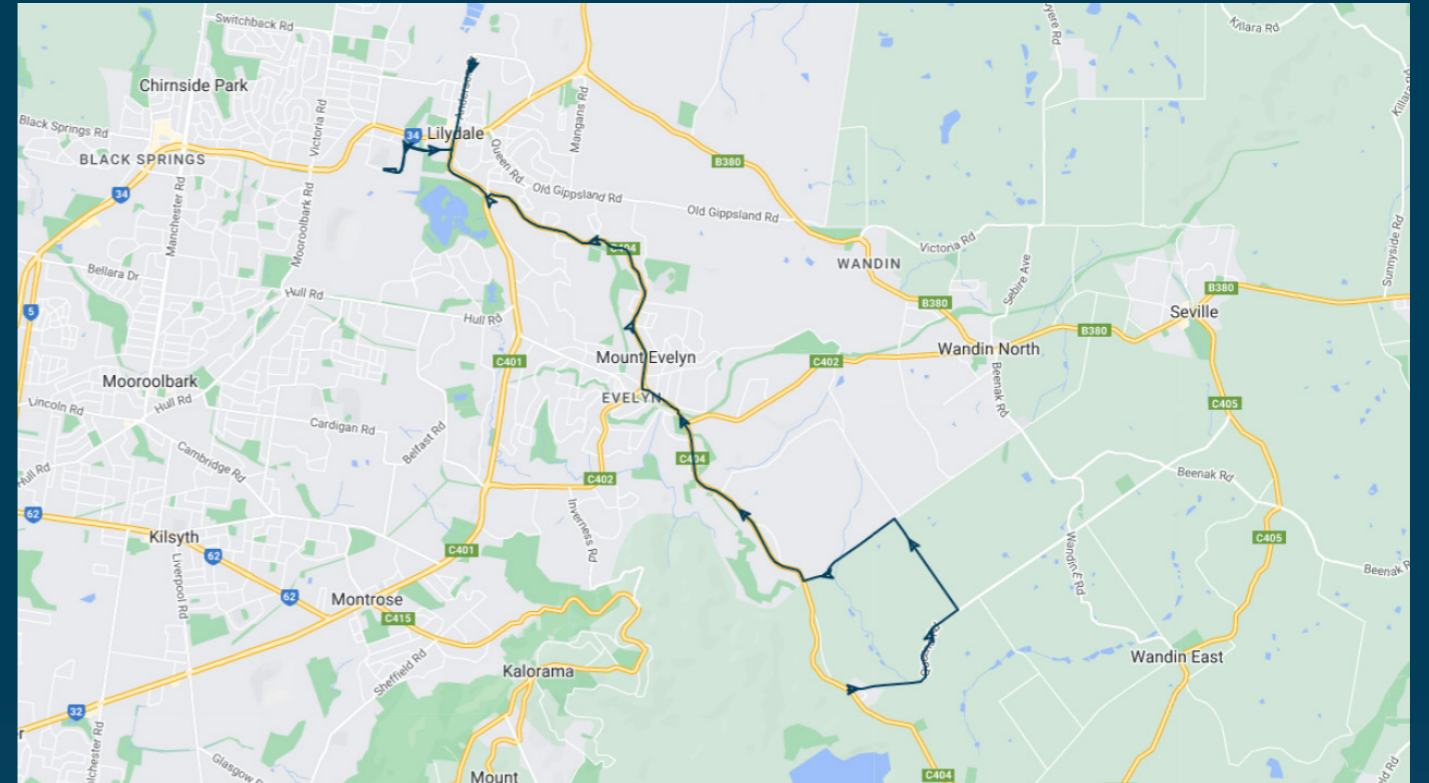 Switchback Rd
Killara Rd
Chirnside Park
Victoria Rd
Mangans Rd
Black Springs Rd
34
Lilydale
BLACK SPRINGS
Queen Rd
B380
34
Manchester Rd
Mooroolbark Rd
Old Gippsland Rd
Old Gippsland Rd
Victoria Rd
C404
WANDIN
Sunnyside Rd
Bellara Dr
Sebire Ave
Hull Rd
B380
B380
Seville
5
Hull Rd
B380
Wandin North
Mount Evelyn
C401
C402
Mooroolbark
Beenak Rd
EVELYN
Lincoln Rd
Hull Rd
C405
Cardigan Rd
Belfast Rd
Cambridge Rd
C404
Hull Rd
C402
Beenak Rd
62
Inverness Rd
Kilsyth
C401
C405
62
Liverpool Rd
Wandin E Rd
Beenak R
62
Montrose
C415
Wandin East
Sheffield Rd
Kalorama
32
Glasgow
Mount
C404